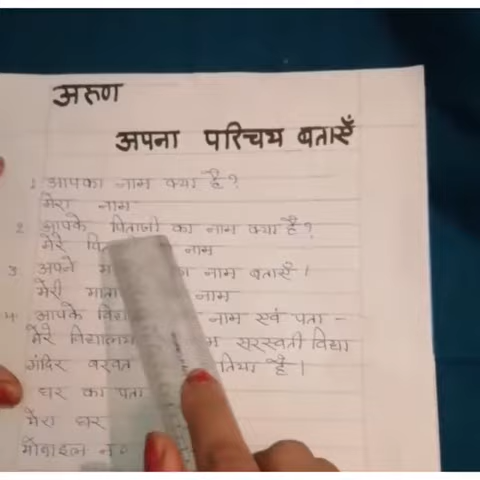 अरुण
अपना परिचय बताएँ
1. आपका नाम क्या है?
मेरा नाम
2 आपके पिताजी का नाम क्या है?
मेरे नाम
3 अपने का नाम बताएँ।
मेरी माता नाम
4. आपके नाम एवं पता -
मेरे विद्यालय सरस्वती विद्या
मंदिर है।
घर का पता
मेरा घर
मोबाइल न०